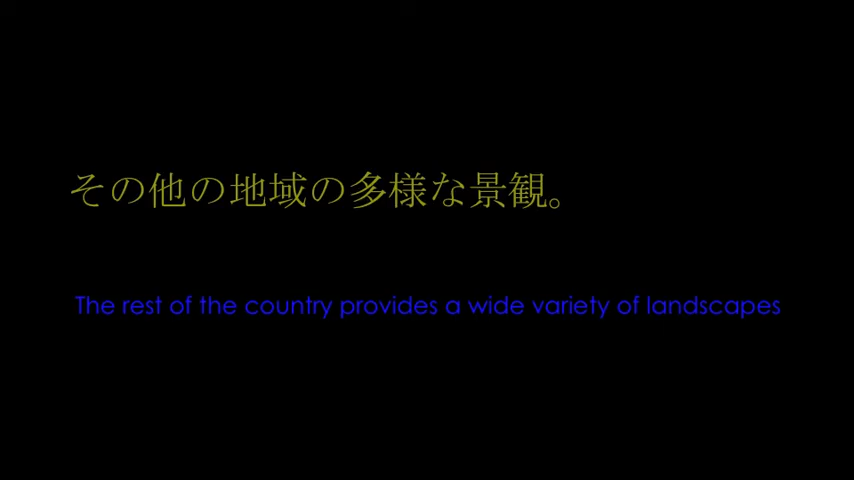 その他の地域の多様な景観。
The rest of the country provides a wide variety of landscapes